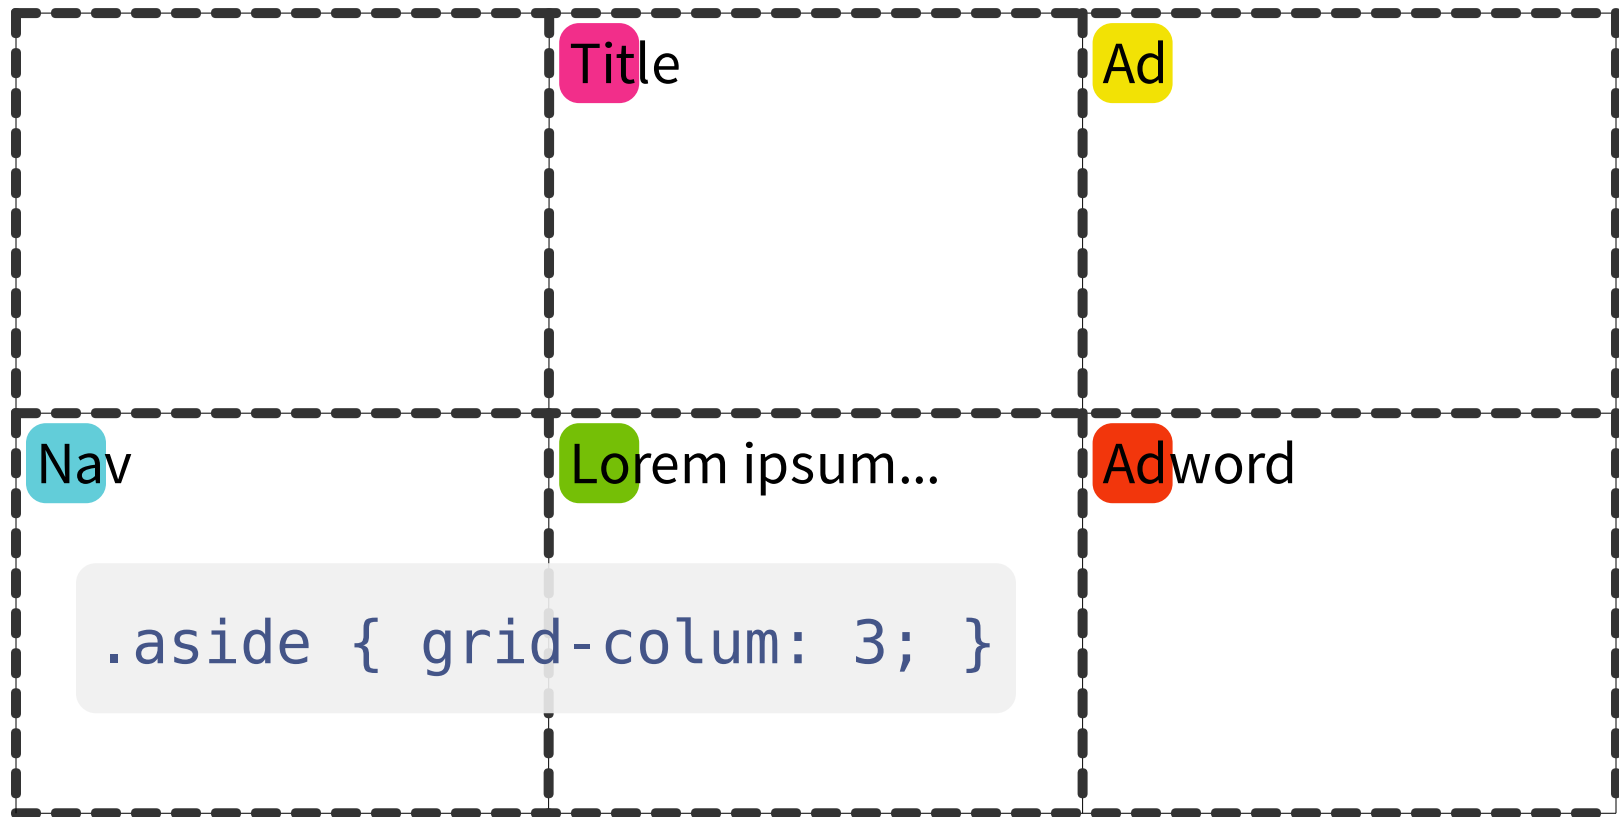 Title
Ad
Nav
Lorem ipsum...
Adword
.aside { grid-colum: 3; }